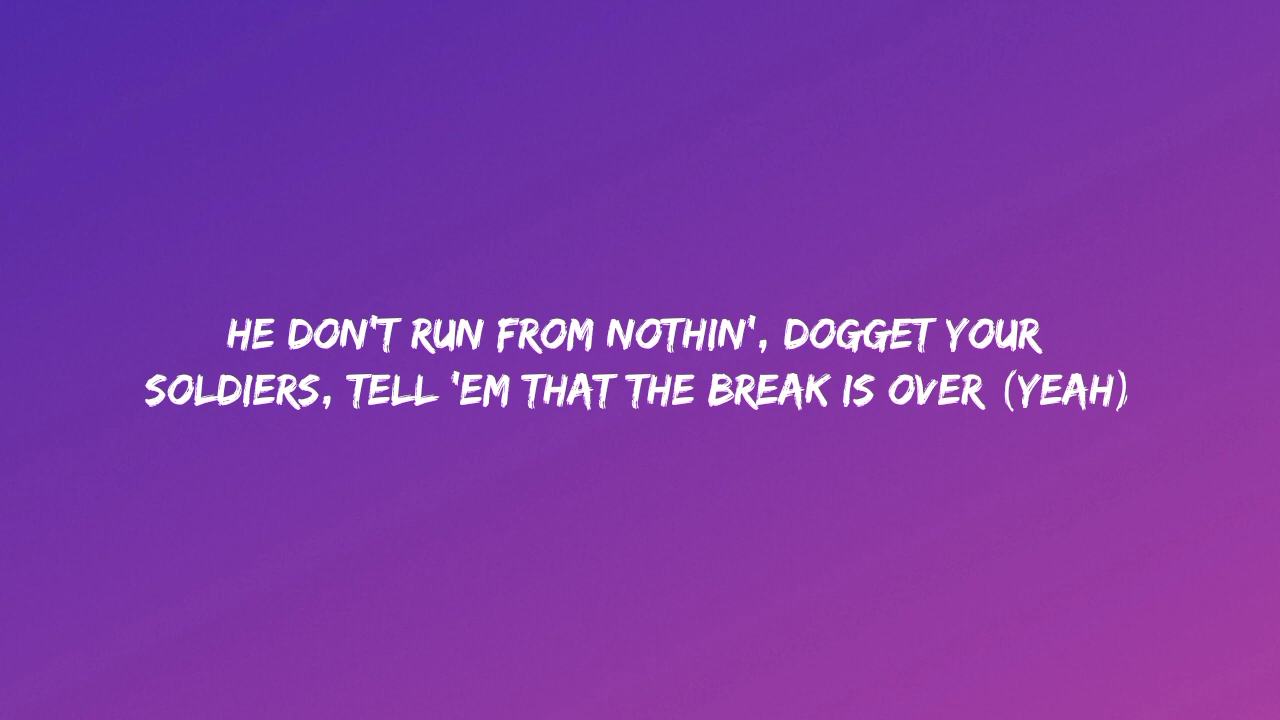 HE DON'T RUN FROM NOTHIN', DOGGET YOUR
SOLDIERS, TELL 'EM THAT THE BREAK IS OVER (YEAH)